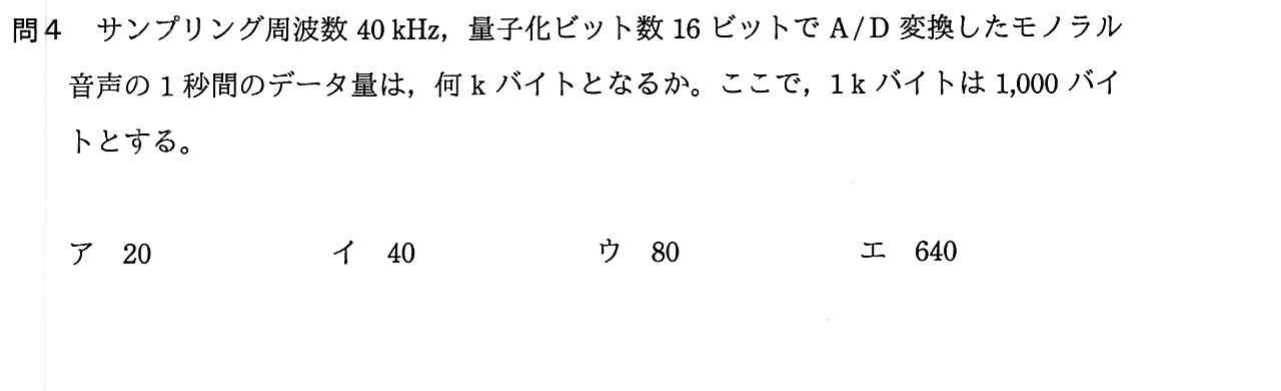 問4 サンプリング周波数 40 kHz，量子化ビット数 16 ビットで A/D 変換したモノラル
音声の 1 秒間のデータ量は，何 k バイトとなるか。ここで，1 k バイトは 1,000 バイ
トとする。
ア 20 イ 40 ウ 80 エ 640